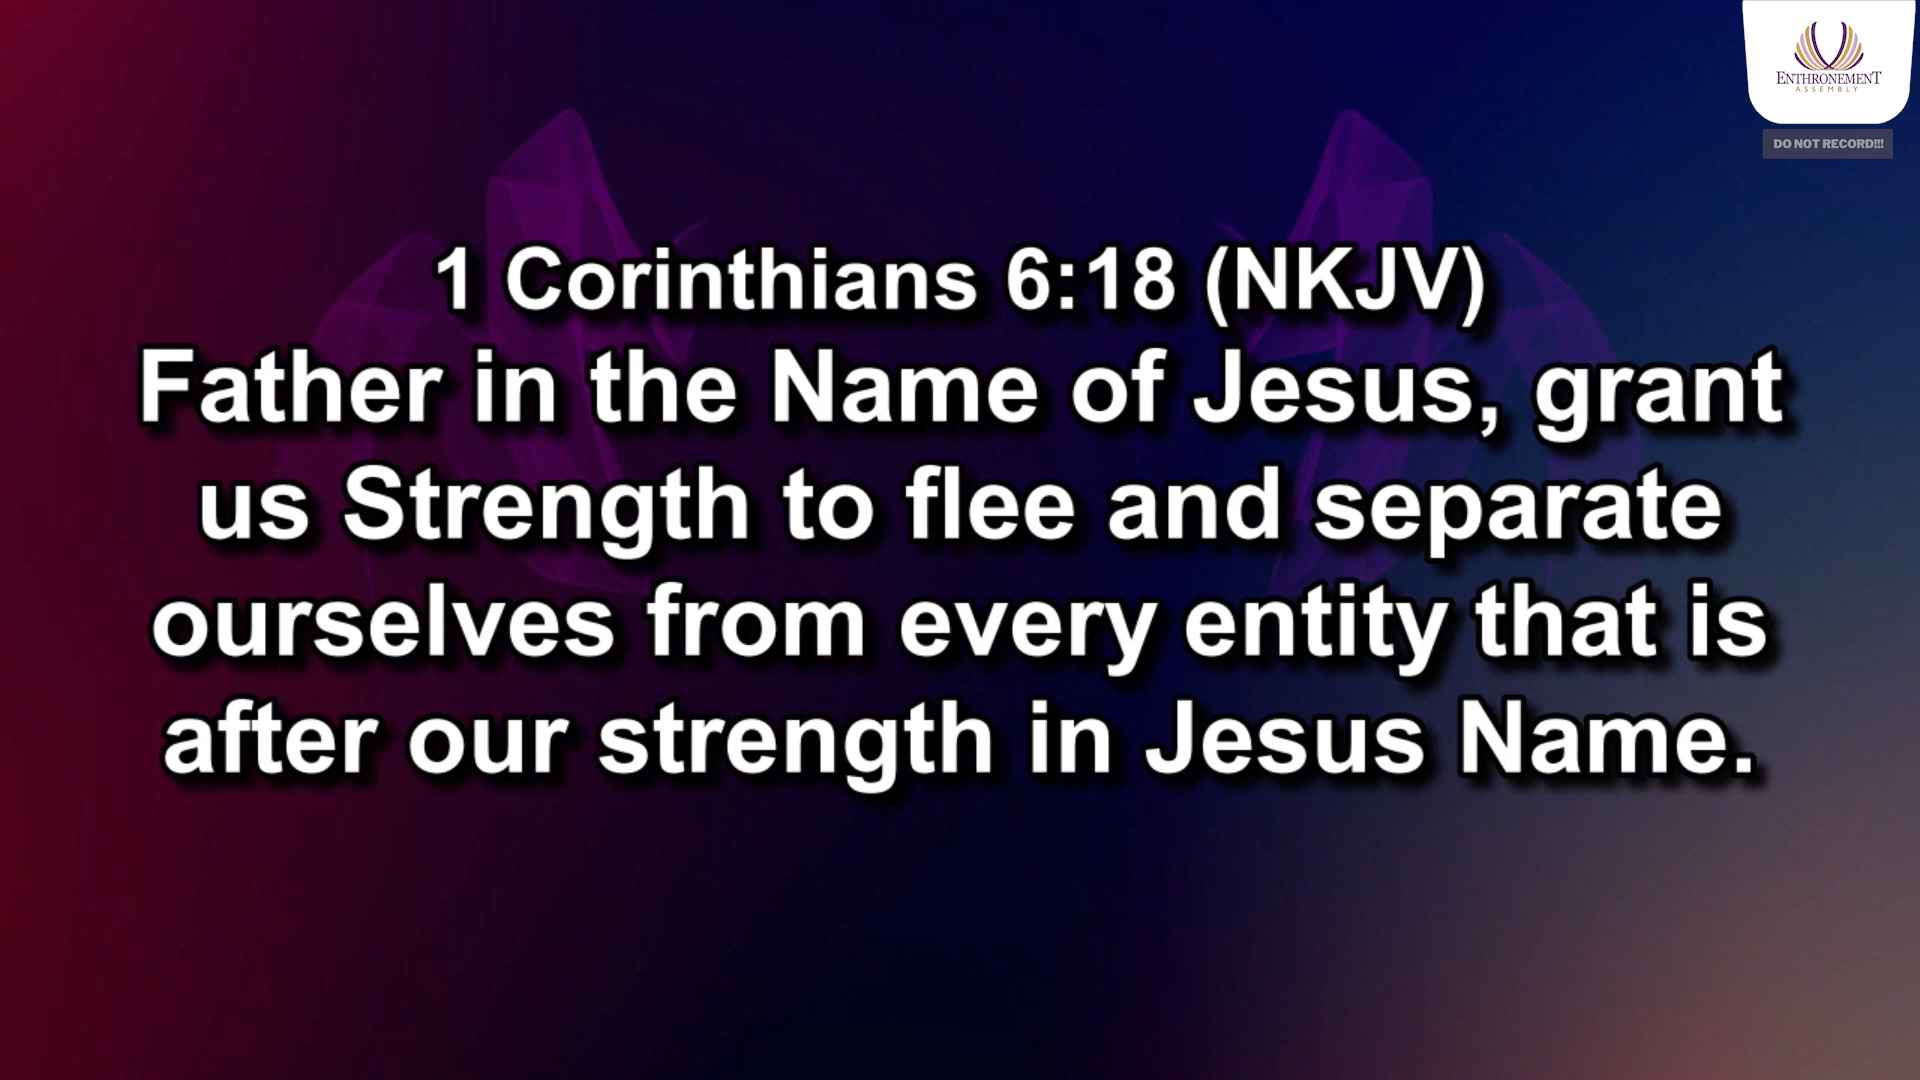 ENTHRONEMENT
ASSEMBLY
DO NOT RECORD!!!
1 Corinthians 6:18 (NKJV)
Father in the Name of Jesus, grant
us Strength to flee and separate
ourselves from every entity that is
after our strength in Jesus Name.